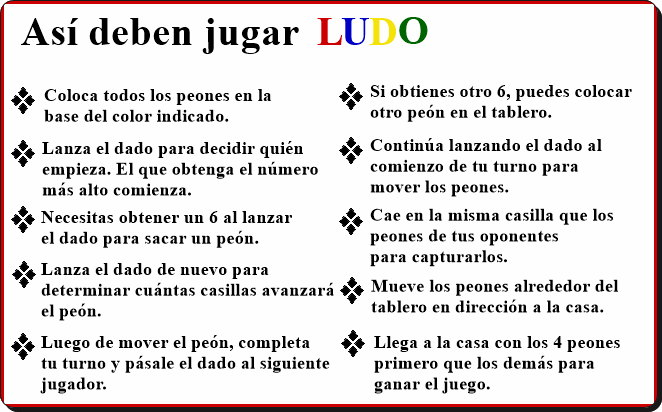 Así deben jugar LUDO
Coloca todos los peones en la
base del color indicado.
Lanza el dado para decidir quién
empieza. El que obtenga el número
más alto comienza.
Necesitas obtener un 6 al lanzar
el dado para sacar un peón.
Lanza el dado de nuevo para
determinar cuántas casillas avanzará
el peón.
Luego de mover el peón, completa
tu turno y pásale el dado al siguiente
jugador.
Si obtienes otro 6, puedes colocar
otro peón en el tablero.
Continúa lanzando el dado al
comienzo de tu turno para
mover los peones.
Cae en la misma casilla que los
peones de tus oponentes
para capturarlos.
Mueve los peones alrededor del
tablero en dirección a la casa.
Llega a la casa con los 4 peones
primero que los demás para
ganar el juego.